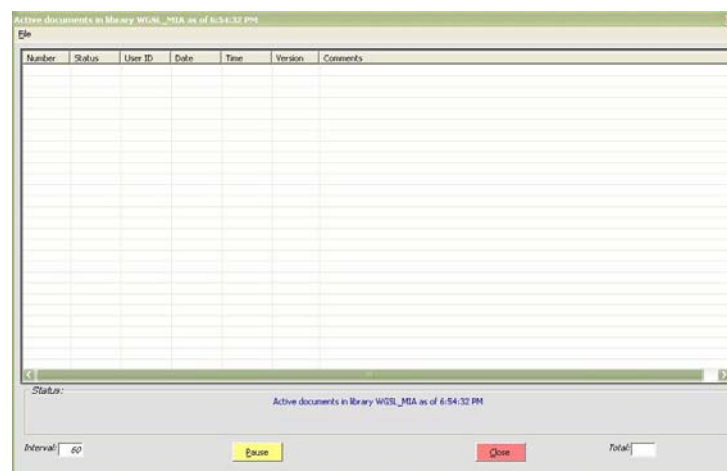 Active documents in library WGSL_MIA as of 6:54:32 PM
File
Number Status User ID Date Time Version Comments
Status:
Active documents in library WGSL_MIA as of 6:54:32 PM
Interval: 60 Pause Close Total: